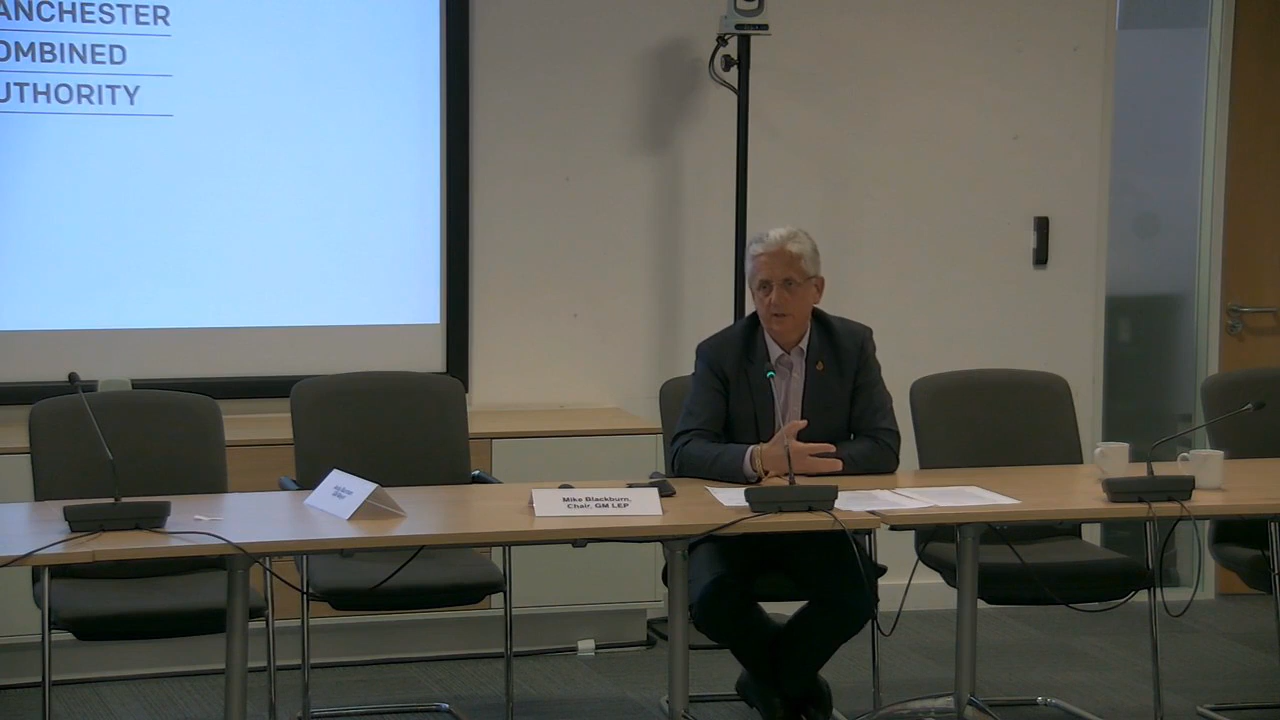 ANCHESTER
OMBINED
UTHORITY
Mike Blackburn,
Chair, GM LEP